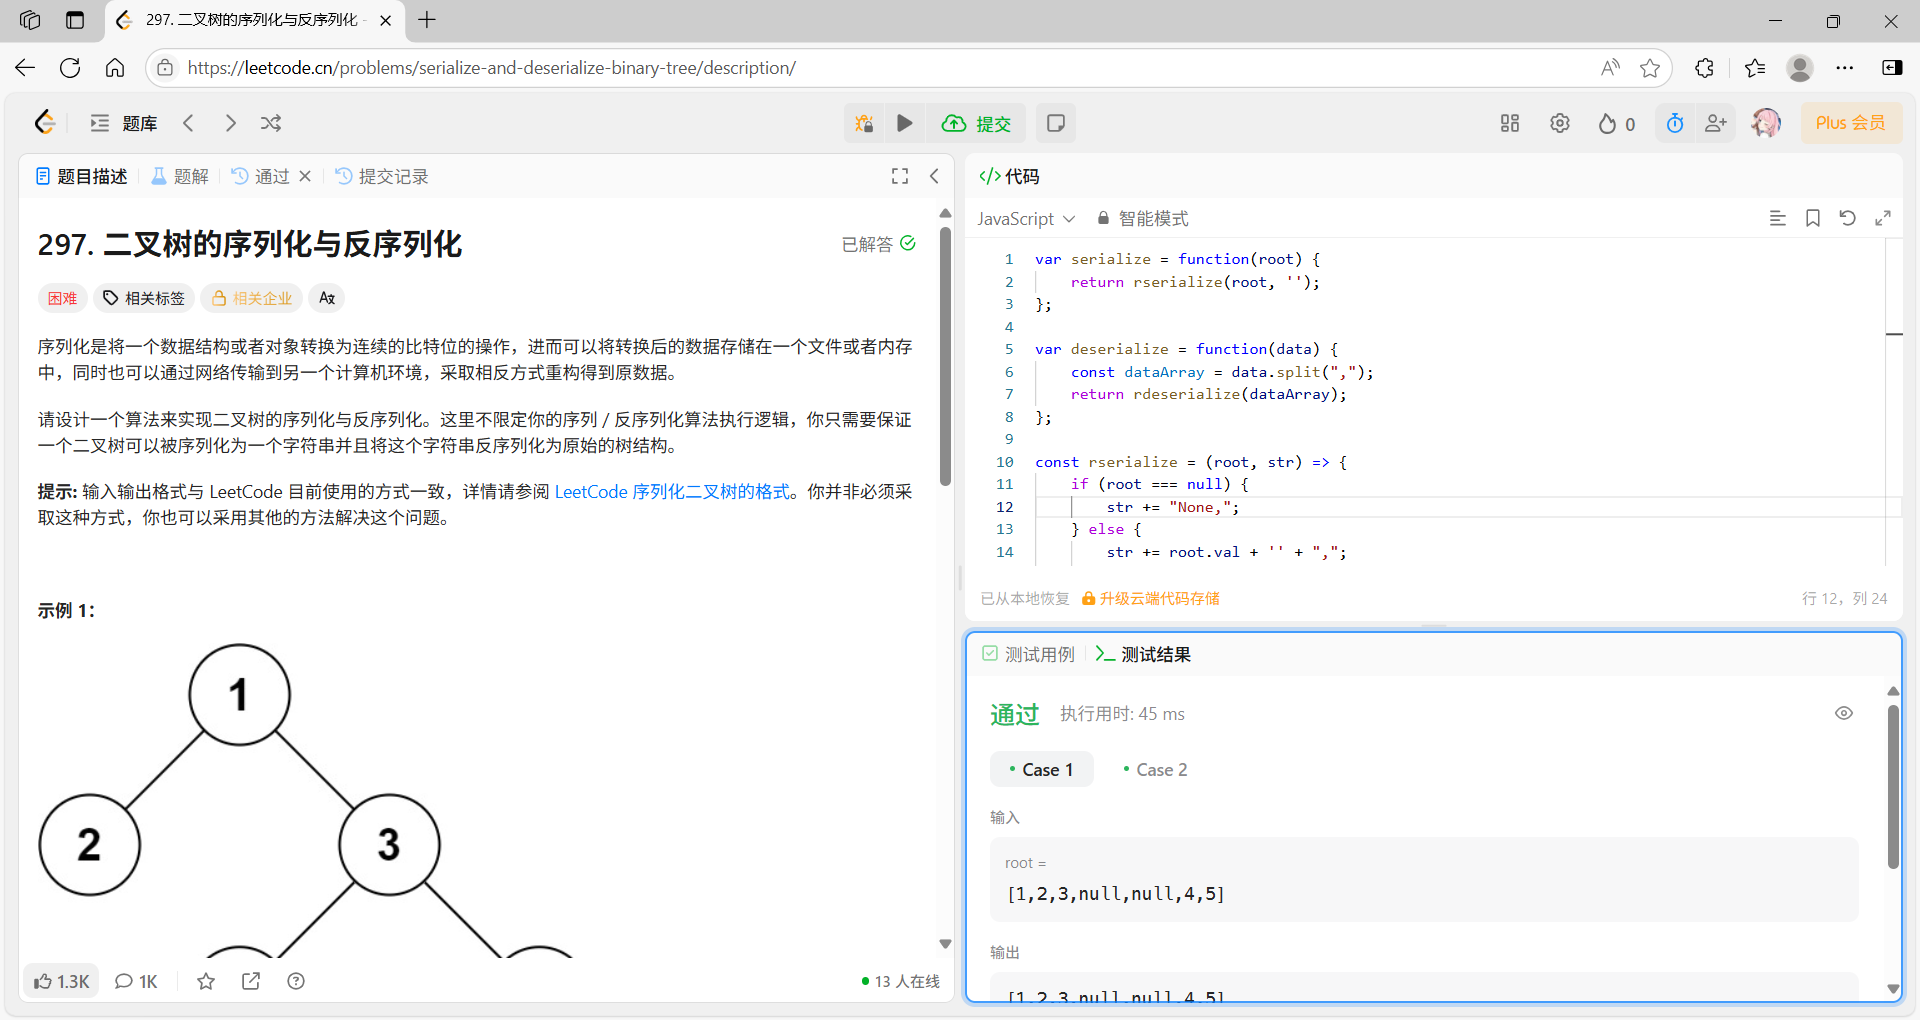 297. 二叉树的序列化与反序列化 -
https://leetcode.cn/problems/serialize-and-deserialize-binary-tree/description/
题库
提交
0
Plus 会员
题目描述
题解
通过
提交记录
297. 二叉树的序列化与反序列化
已解答
困难
相关标签
相关企业
序列化是将一个数据结构或者对象转换为连续的比特位的操作，进而可以将转换后的数据存储在一个文件或者内存
中，同时也可以通过网络传输到另一个计算机环境，采取相反方式重构得到原数据。
请设计一个算法来实现二叉树的序列化与反序列化。这里不限定你的序列 / 反序列化算法执行逻辑，你只需要保证
一个二叉树可以被序列化为一个字符串并且将这个字符串反序列化为原始的树结构。
提示: 输入输出格式与 LeetCode 目前使用的方式一致，详情请参阅 LeetCode 序列化二叉树的格式。你并非必须采
取这种方式，你也可以采用其他的方法解决这个问题。
示例 1：
1
2
3
1.3K
1K
13 人在线
代码
JavaScript
智能模式
1 var serialize = function(root) {
2 return rserialize(root, '');
3 };
4
5 var deserialize = function(data) {
6 const dataArray = data.split(",");
7 return rdeserialize(dataArray);
8 };
9
10 const rserialize = (root, str) => {
11 if (root === null) {
12 str += "None,";
13 } else {
14 str += root.val + '' + ",";
已从本地恢复
升级云端代码存储
行 12，列 24
测试用例
测试结果
通过
执行用时: 45 ms
Case 1
Case 2
输入
root =
[1,2,3,null,null,4,5]
输出
[1,2,3,null,null,4,5]